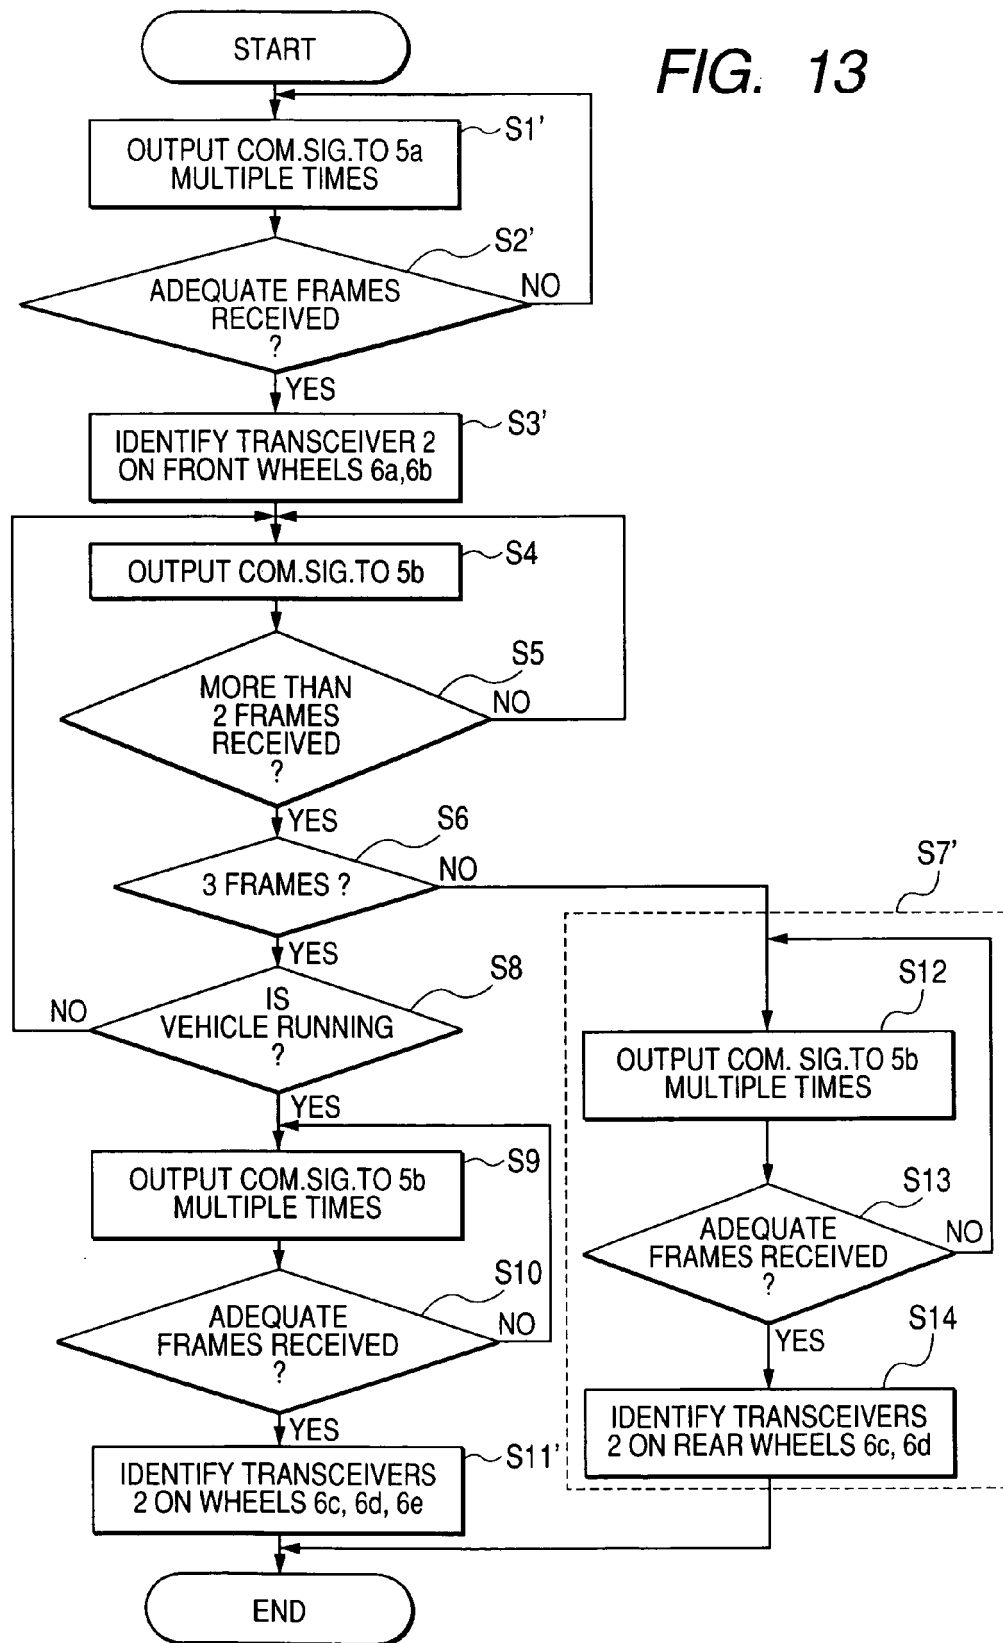 START
FIG. 13
S1'
OUTPUT COM.SIG.TO 5a
MULTIPLE TIMES
S2'
ADEQUATE FRAMES
RECEIVED
?
NO
YES
S3'
IDENTIFY TRANSCEIVER 2
ON FRONT WHEELS 6a,6b
S4
OUTPUT COM.SIG.TO 5b
S5
MORE THAN
2 FRAMES
RECEIVED
?
NO
YES
S6
3 FRAMES ?
NO
YES
S8
IS
VEHICLE RUNNING
?
NO
YES
S9
OUTPUT COM.SIG.TO 5b
MULTIPLE TIMES
S10
ADEQUATE
FRAMES RECEIVED
?
NO
YES
S11'
IDENTIFY TRANSCEIVERS
2 ON WHEELS 6c, 6d, 6e
S7'
S12
OUTPUT COM. SIG.TO 5b
MULTIPLE TIMES
S13
ADEQUATE
FRAMES RECEIVED
?
NO
YES
S14
IDENTIFY TRANSCEIVERS
2 ON REAR WHEELS 6c, 6d
END